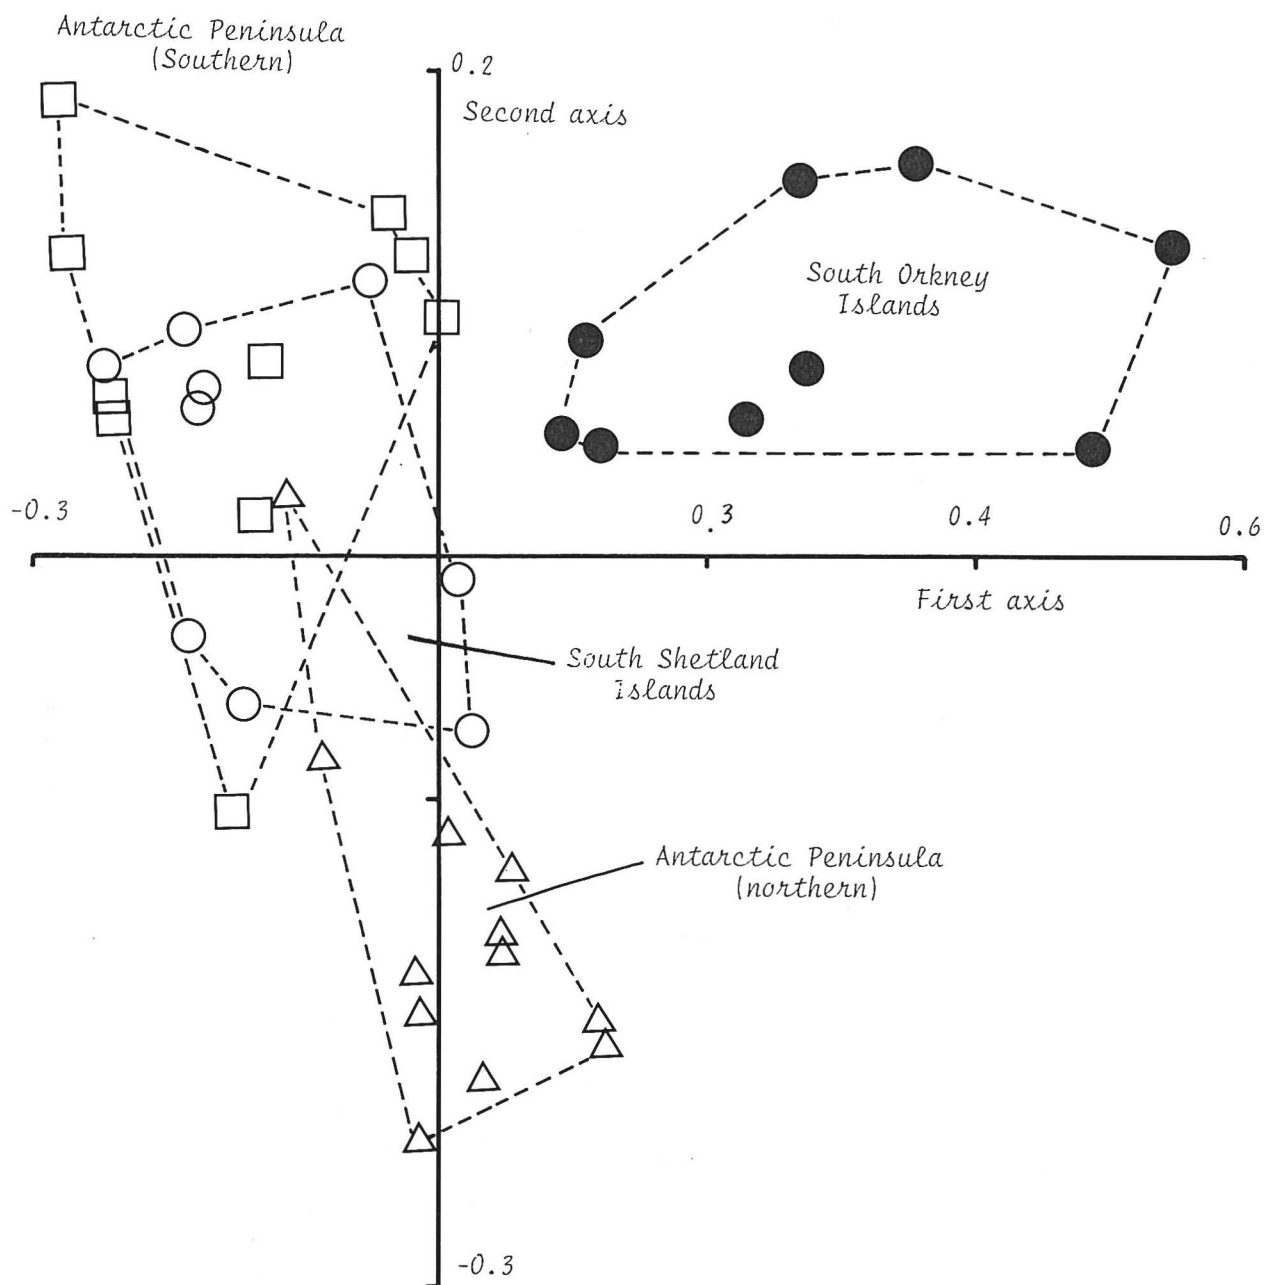 Antarctic Peninsula
(Southern)
0.2
Second axis
South Orkney
Islands
-0.3
0.3
0.4
0.6
First axis
South Shetland
Islands
Antarctic Peninsula
(northern)
-0.3